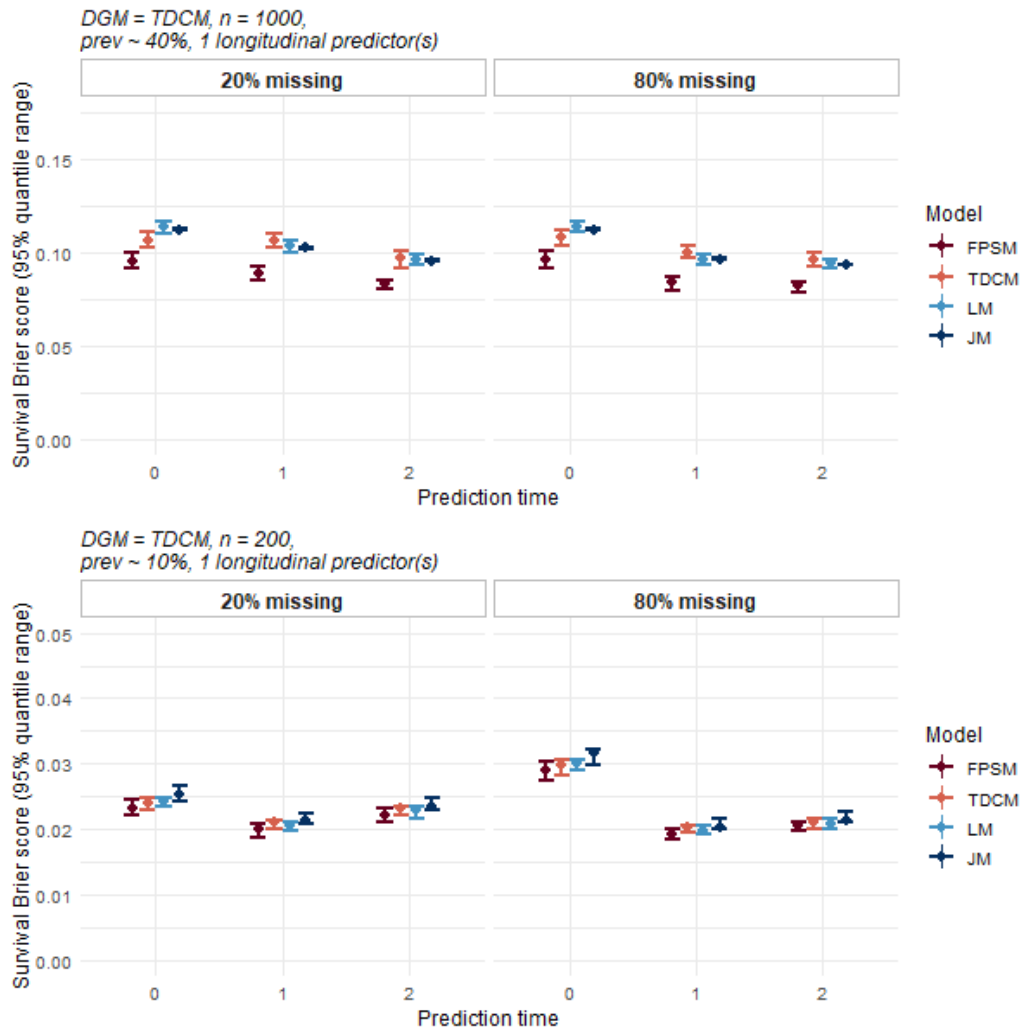 DGM = TDCM, n = 1000,
prev ~ 40%, 1 longitudinal predictor(s)
20% missing
80% missing
Survival Brier score (95% quantile range)
0.15
0.10
0.05
0.00
0
1
2
0
1
2
Prediction time
Model
FPSM
TDCM
LM
JM
DGM = TDCM, n = 200,
prev ~ 10%, 1 longitudinal predictor(s)
20% missing
80% missing
Survival Brier score (95% quantile range)
0.05
0.04
0.03
0.02
0.01
0.00
0
1
2
0
1
2
Prediction time
Model
FPSM
TDCM
LM
JM